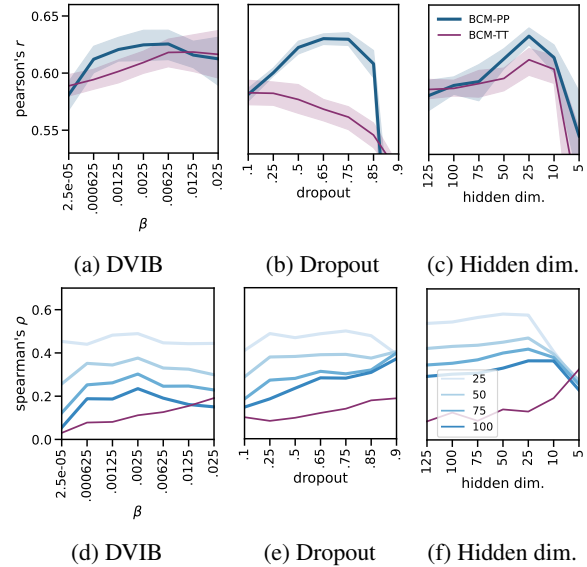 pearson's r
0.65
0.60
0.55
2.5e-05
.000625
.00125
.0025
.00625
.0125
.025
β
(a) DVIB
.1
.25
.5
.65
.75
.85
.9
dropout
(b) Dropout
BCM-PP
BCM-TT
125
100
75
50
25
10
5
hidden dim.
(c) Hidden dim.
spearman's ρ
0.6
0.4
0.2
0.0
2.5e-05
.000625
.00125
.0025
.00625
.0125
.025
β
(d) DVIB
.1
.25
.5
.65
.75
.85
.9
dropout
(e) Dropout
25
50
75
100
125
100
75
50
25
10
5
hidden dim.
(f) Hidden dim.